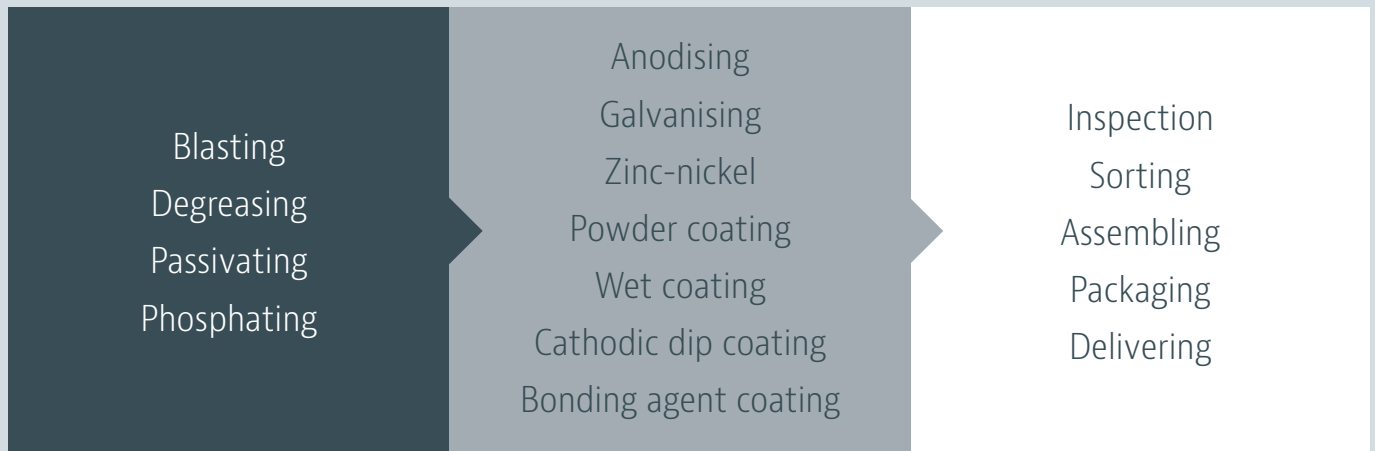 Blasting
Degreasing
Passivating
Phosphating
Anodising
Galvanising
Zinc-nickel
Powder coating
Wet coating
Cathodic dip coating
Bonding agent coating
Inspection
Sorting
Assembling
Packaging
Delivering